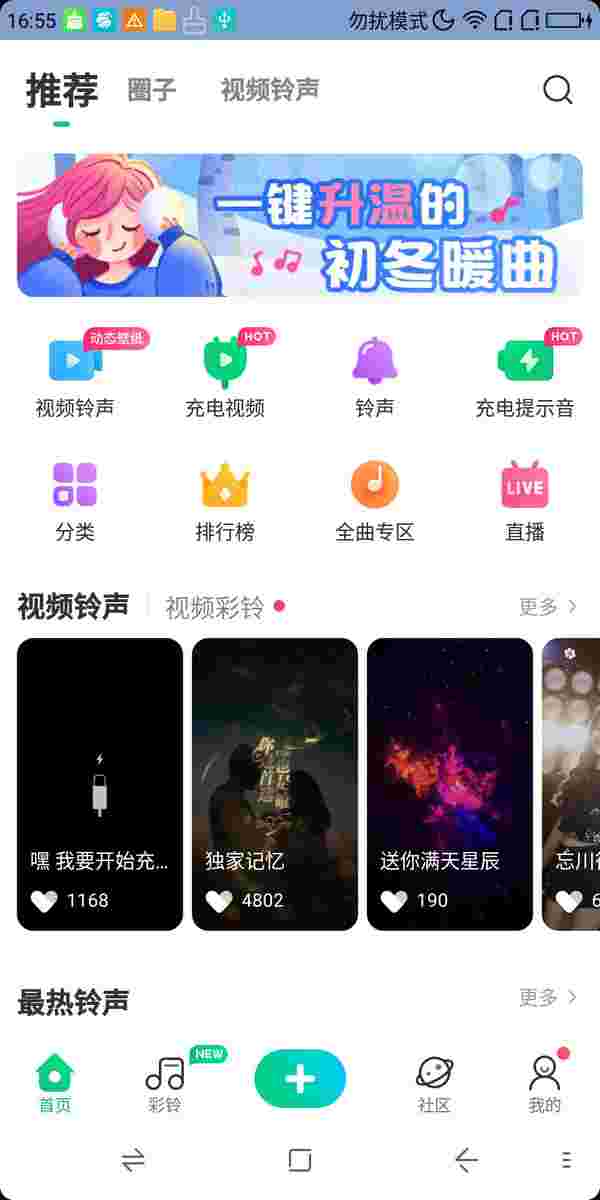 16:55
勿扰模式
推荐 圈子 视频铃声
一键升温的
初冬暖曲
动态壁纸 HOT HOT
视频铃声 充电视频 铃声 充电提示音
LIVE
分类 排行榜 全曲专区 直播
视频铃声 视频彩铃 更多
嘿 我要开始充... 独家记忆 送你满天星辰 忘川
1168 4802 190 6
最热铃声 更多
NEW
首页 彩铃 社区 我的